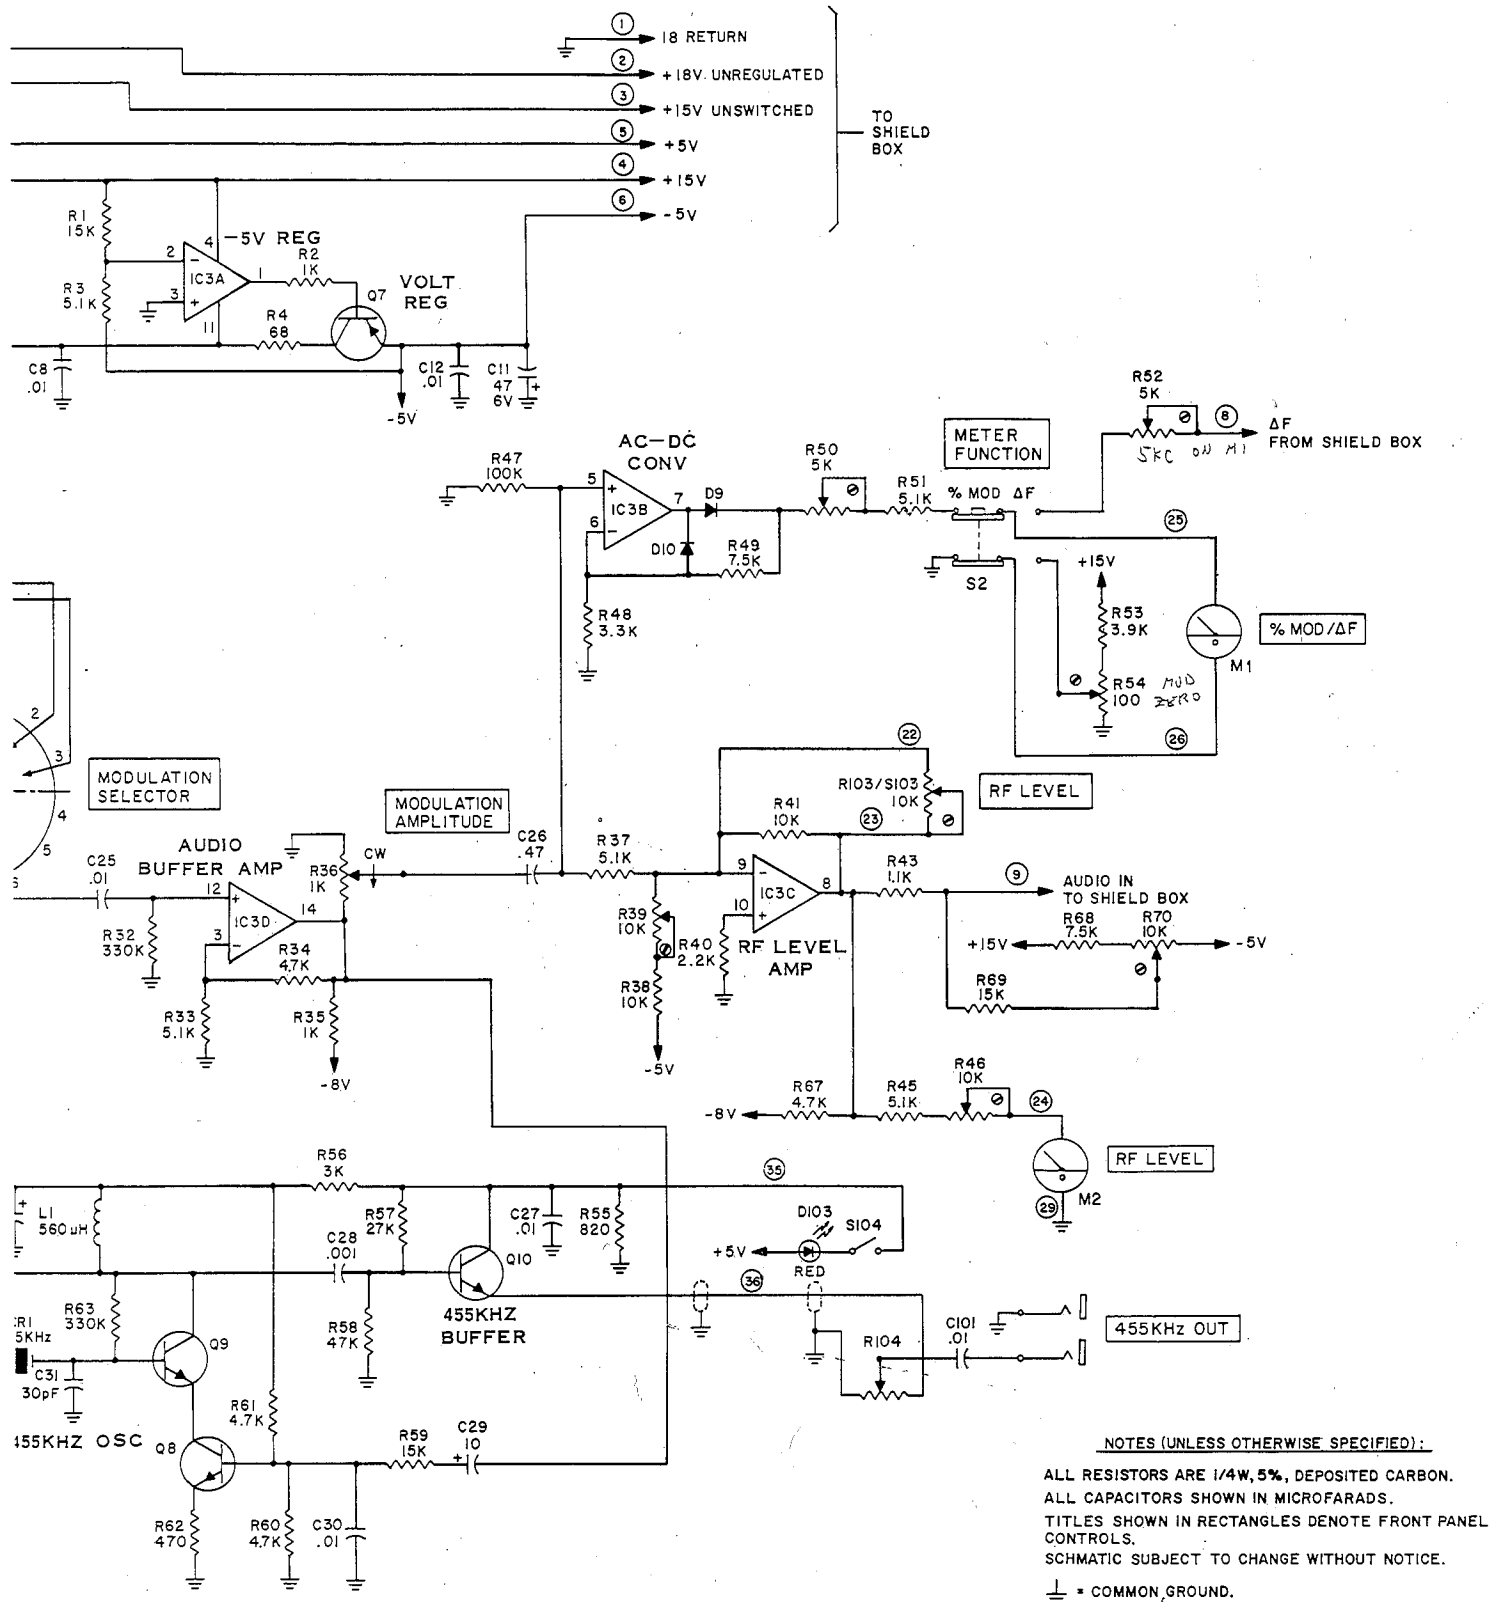 1
18 RETURN
2
+18V UNREGULATED
3
+15V UNSWITCHED
5
+5V
4
+15V
6
-5V
TO
SHIELD
BOX
R1
15K
-5V REG
4
2
-
IC3A
3
+
1
11
R2
1K
R3
5.1K
Q7
VOLT
REG
R4
68
C8
.01
C12
.01
C11
47
6V
+
-5V
R52
5K
8
ΔF
FROM SHIELD BOX
5KC ON M1
AC-DC
CONV
METER
FUNCTION
R47
100K
5
+
IC3B
6
-
7
D9
D10
R50
5K
R51
5.1K
% MOD ΔF
25
R49
7.5K
R48
3.3K
S2
+15V
R53
3.9K
% MOD/ΔF
M1
R54
100
MOD
ZERO
26
2
3
4
5
6
MODULATION
SELECTOR
MODULATION
AMPLITUDE
22
R103/S103
10K
RF LEVEL
R41
10K
23
AUDIO
BUFFER AMP
C25
.01
12
+
IC3D
3
-
14
R36
1K
CW
C26
.47
R37
5.1K
9
-
IC3C
10
+
8
R43
1.1K
9
AUDIO IN
TO SHIELD BOX
R32
330K
R34
4.7K
R39
10K
R40
2.2K
RF LEVEL
AMP
R68
7.5K
R70
10K
+15V
-5V
R33
5.1K
R35
1K
R38
10K
R69
15K
-8V
-5V
R67
4.7K
R45
5.1K
R46
10K
24
-8V
RF LEVEL
M2
29
R56
3K
35
+
L1
560uH
R57
27K
C27
.01
R55
820
D103
S104
C28
.001
Q10
+5V
RED
36
R63
330K
R58
47K
455KHZ
BUFFER
R104
C101
.01
455KHz OUT
R1
5KHz
Q9
C31
30pF
R61
4.7K
455KHZ OSC
Q8
R59
15K
C29
+ 10
R62
470
R60
4.7K
C30
.01
NOTES (UNLESS OTHERWISE SPECIFIED):
ALL RESISTORS ARE 1/4W, 5%, DEPOSITED CARBON.
ALL CAPACITORS SHOWN IN MICROFARADS.
TITLES SHOWN IN RECTANGLES DENOTE FRONT PANEL
CONTROLS.
SCHMATIC SUBJECT TO CHANGE WITHOUT NOTICE.
= COMMON GROUND.